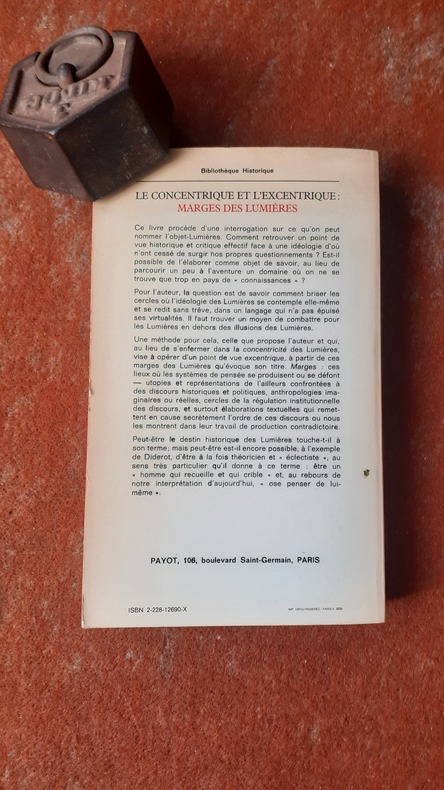 Bibliothèque Historique
LE CONCENTRIQUE ET L'EXCENTRIQUE :
MARGES DES LUMIÈRES
Ce livre procède d'une interrogation sur ce qu'on peut
nommer l'objet-Lumières. Comment retrouver un point de
vue historique et critique effectif face à une idéologie d'où
n'ont cessé de surgir nos propres questionnements ? Est-il
possible de l'élaborer comme objet de savoir, au lieu de
parcourir un peu à l'aventure un domaine où on ne se
trouve que trop en pays de « connaissances » ?
Pour l'auteur, la question est de savoir comment briser les
cercles où l'idéologie des Lumières se contemple elle-même
et se redit sans trêve, dans un langage qui n'a pas épuisé
ses virtualités. Il faut trouver un moyen de combattre pour
les Lumières en dehors des illusions des Lumières.
Une méthode pour cela, celle que propose l'auteur et qui,
au lieu de s'enfermer dans la concentricité des Lumières,
vise à opérer d'un point de vue excentrique, à partir de ces
marges des Lumières qu'évoque son titre. Marges : ces
lieux où les systèmes de pensée se produisent ou se défont
— utopies et représentations de l'ailleurs confrontées à
des discours historiques et politiques, anthropologies ima-
ginaires ou réelles, cercles de la régulation institutionnelle
des discours, et surtout élaborations textuelles qui remet-
tent en cause secrètement l'ordre de ces discours ou nous
les montrent dans leur travail de production contradictoire.
Peut-être le destin historique des Lumières touche-t-il à
son terme; mais peut-être est-il encore possible, à l'exemple
de Diderot, d'être à la fois théoricien et « éclectiste », au
sens très particulier qu'il donne à ce terme : être un
« homme qui recueille et qui crible » et, au rebours de
notre interprétation d'aujourd'hui, « ose penser de lui-
même ».
PAYOT, 106, boulevard Saint-Germain, PARIS
ISBN 2-228-12690-X